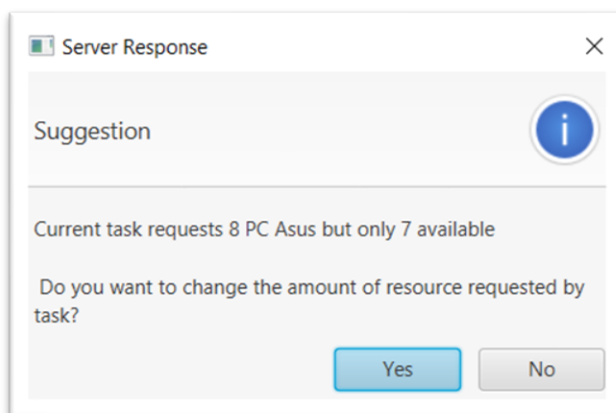 Server Response
Suggestion
i
Current task requests 8 PC Asus but only 7 available
Do you want to change the amount of resource requested by
task?
Yes
No